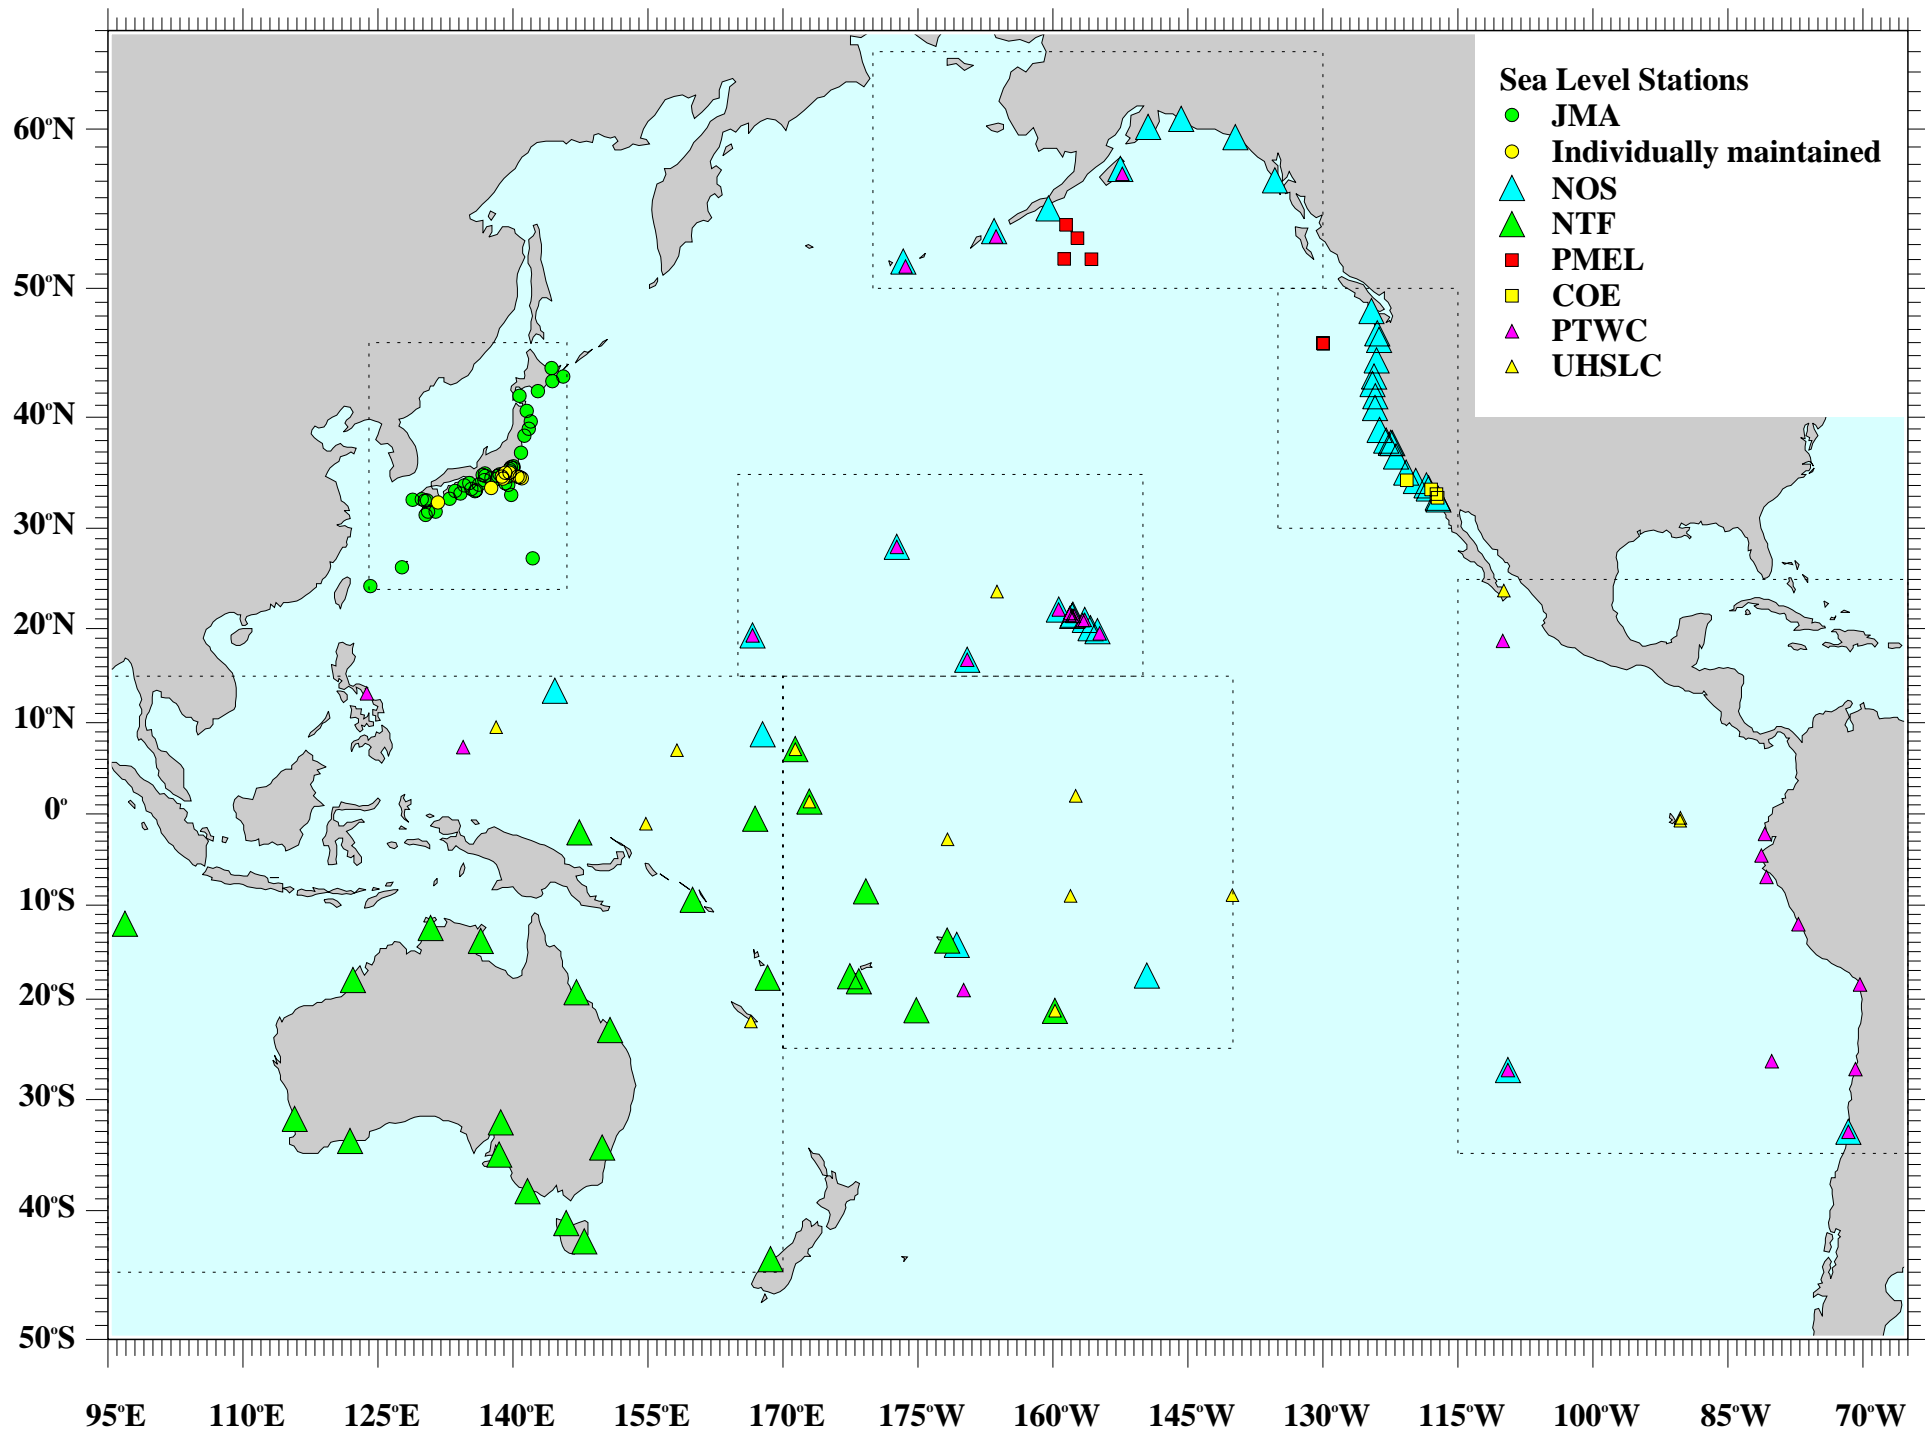 Sea Level Stations
JMA
Individually maintained
NOS
NTF
PMEL
COE
PTWC
UHSLC
60°N
50°N
40°N
30°N
20°N
10°N
0°
10°S
20°S
30°S
40°S
50°S
95°E 110°E 125°E 140°E 155°E 170°E 175°W 160°W 145°W 130°W 115°W 100°W 85°W 70°W